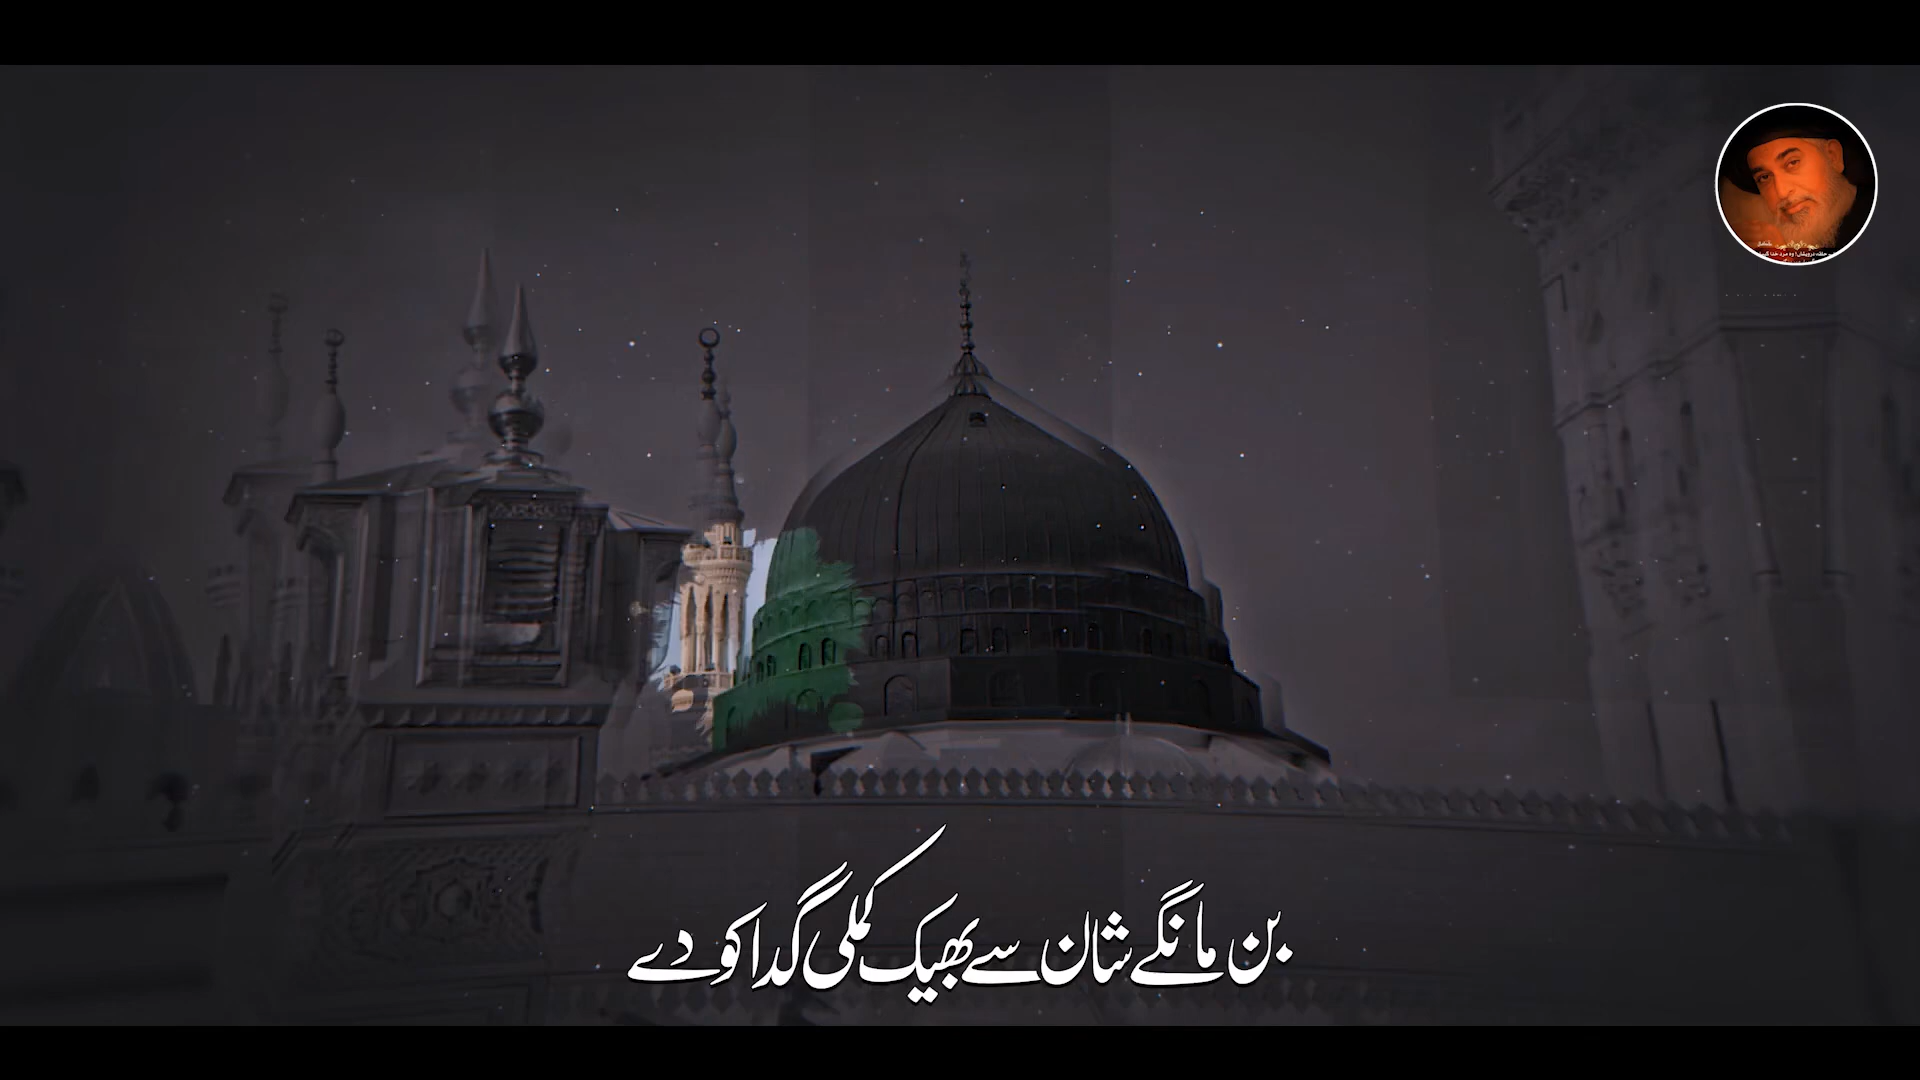 بن مانگے شان سے بھیک کملی گدا کو دے